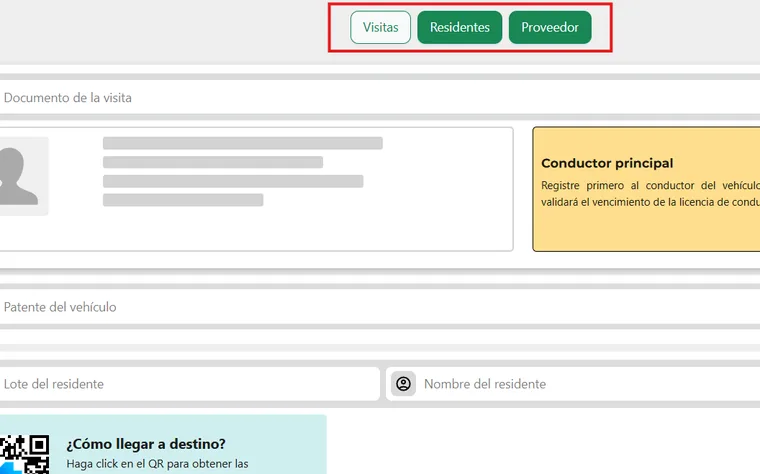 Visitas
Residentes
Proveedor
Documento de la visita
Conductor principal
Registre primero al conductor del vehículo
validará el vencimiento de la licencia de
Patente del vehículo
Lote del residente
Nombre del residente
¿Cómo llegar a destino?
Haga click en el QR para obtener las